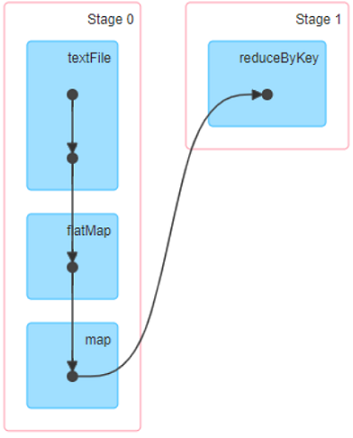 Stage 0
textFile
flatMap
map
Stage 1
reduceByKey